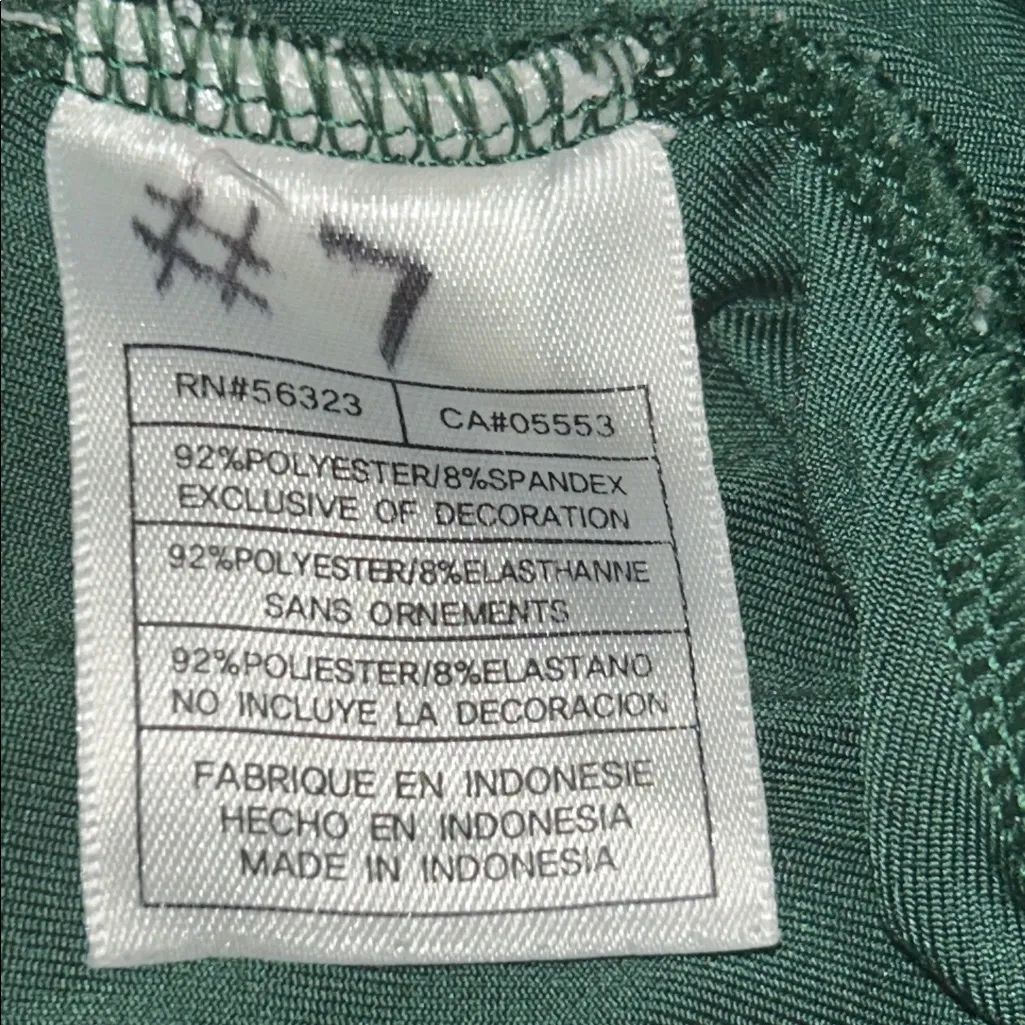 #7
RN#56323 CA#05553
92%POLYESTER/8%SPANDEX
EXCLUSIVE OF DECORATION
92%POLYESTER/8%ELASTHANNE
SANS ORNEMENTS
92%POLIESTER/8%ELASTANO
NO INCLUYE LA DECORACION
FABRIQUE EN INDONESIE
HECHO EN INDONESIA
MADE IN INDONESIA